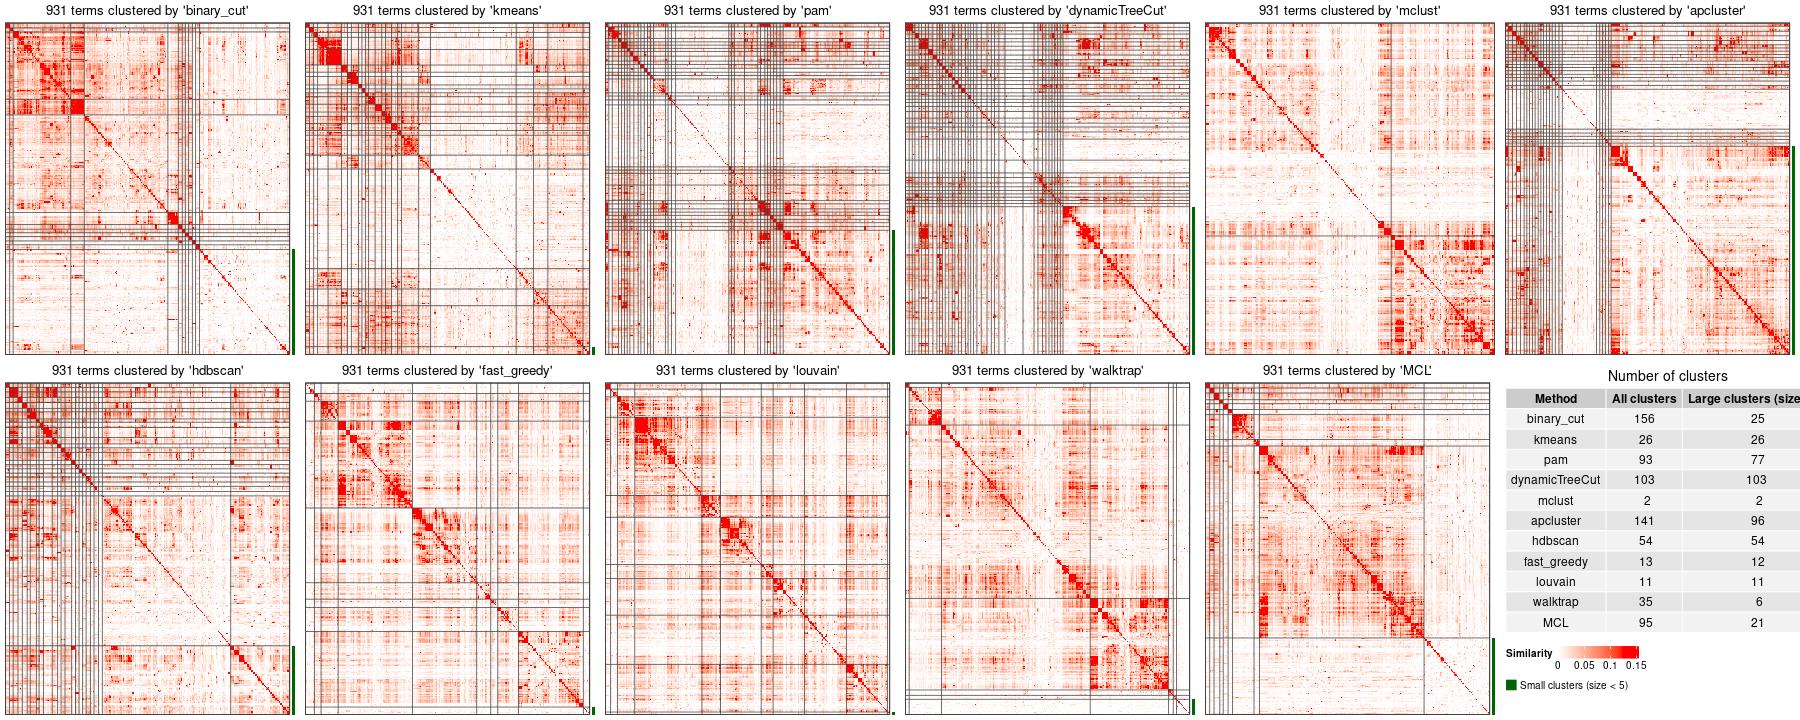 931 terms clustered by 'binary_cut'
931 terms clustered by 'kmeans'
931 terms clustered by 'pam'
931 terms clustered by 'dynamicTreeCut'
931 terms clustered by 'mclust'
931 terms clustered by 'apcluster'
931 terms clustered by 'hdbscan'
931 terms clustered by 'fast_greedy'
931 terms clustered by 'louvain'
931 terms clustered by 'walktrap'
931 terms clustered by 'MCL'
Number of clusters
Method All clusters Large clusters (size
binary_cut 156 25
kmeans 26 26
pam 93 77
dynamicTreeCut 103 103
mclust 2 2
apcluster 141 96
hdbscan 54 54
fast_greedy 13 12
louvain 11 11
walktrap 35 6
MCL 95 21
Similarity
0 0.05 0.1 0.15
Small clusters (size < 5)